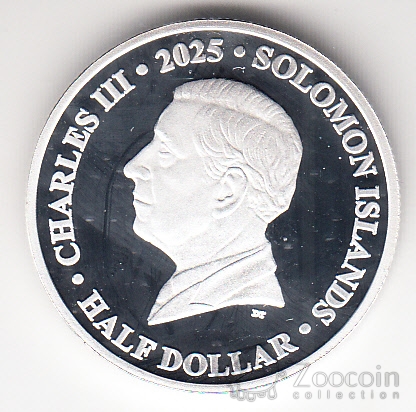 CHARLES III • 2025 • SOLOMON ISLANDS • HALF DOLLAR •
Zoocoin
collection